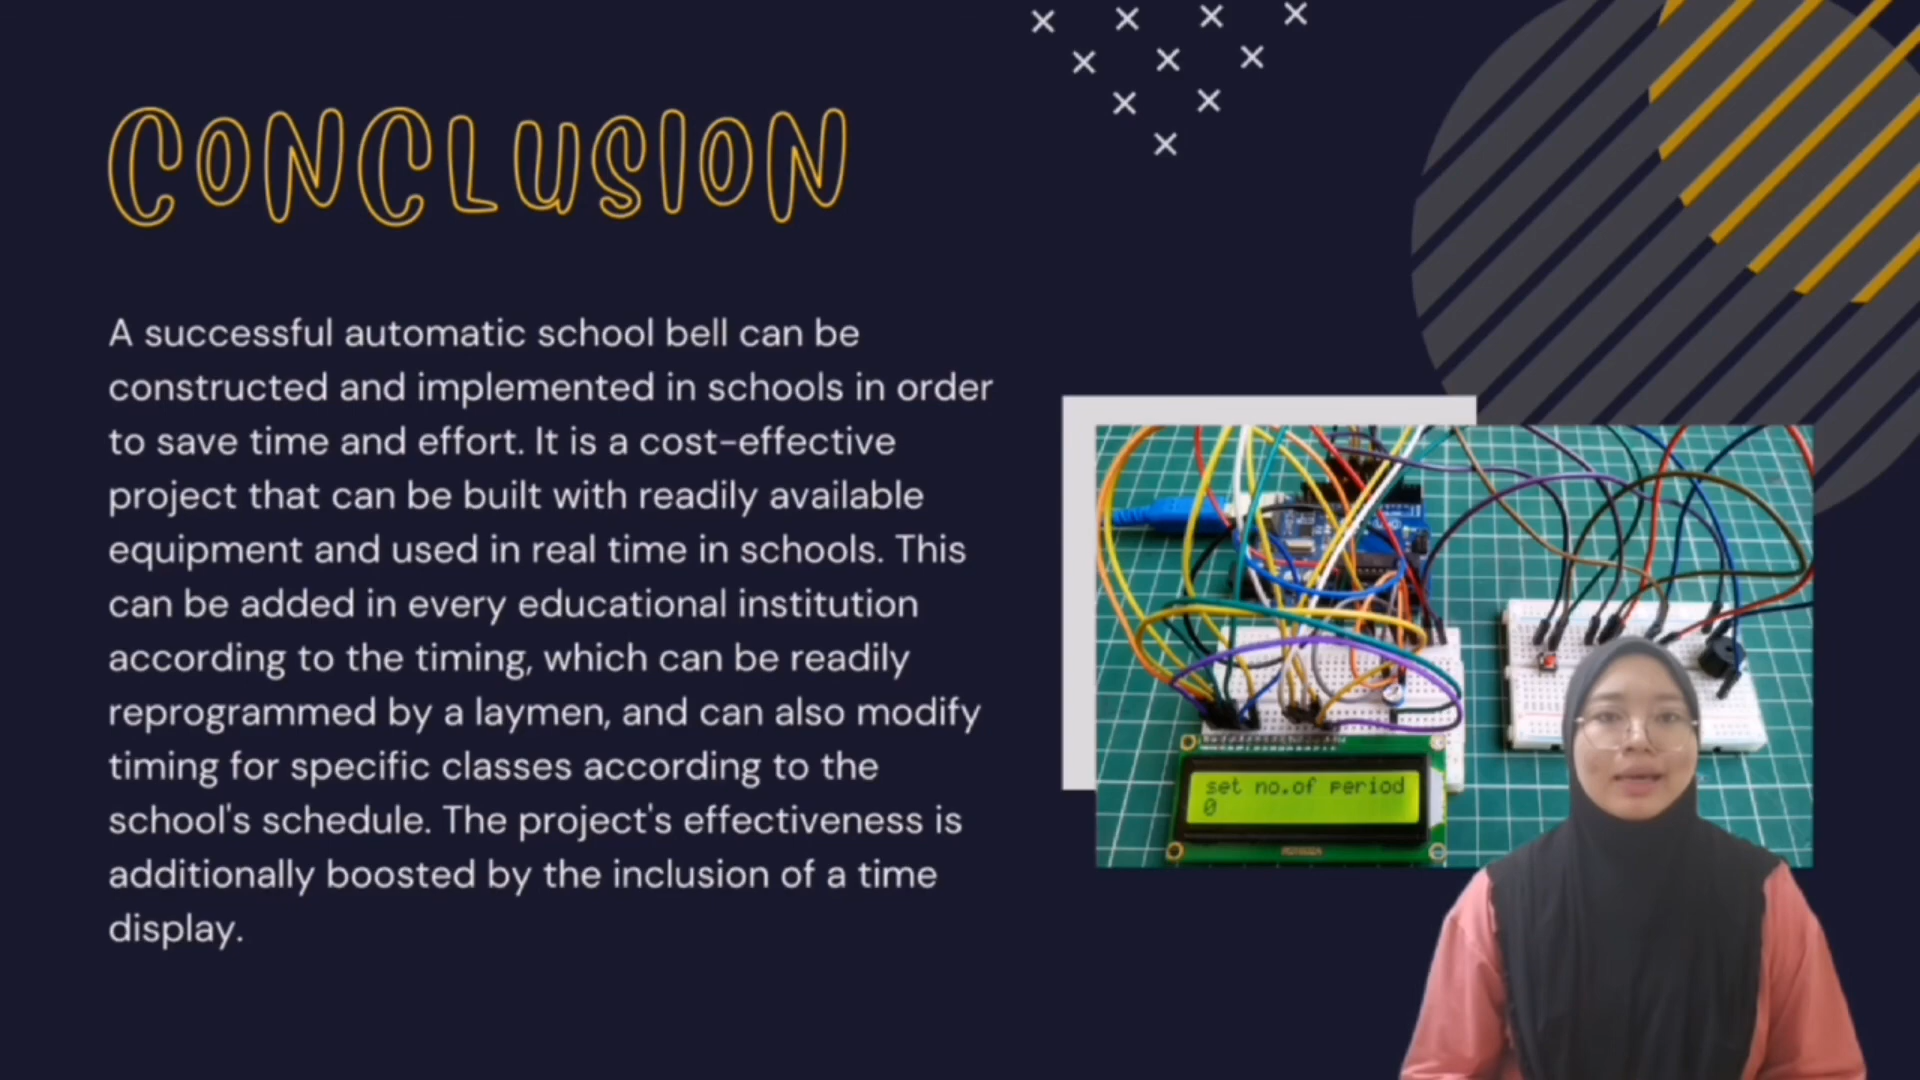 CONCLUSION
A successful automatic school bell can be
constructed and implemented in schools in order
to save time and effort. It is a cost-effective
project that can be built with readily available
equipment and used in real time in schools. This
can be added in every educational institution
according to the timing, which can be readily
reprogrammed by a laymen, and can also modify
timing for specific classes according to the
school's schedule. The project's effectiveness is
additionally boosted by the inclusion of a time
display.
set no.of period
0